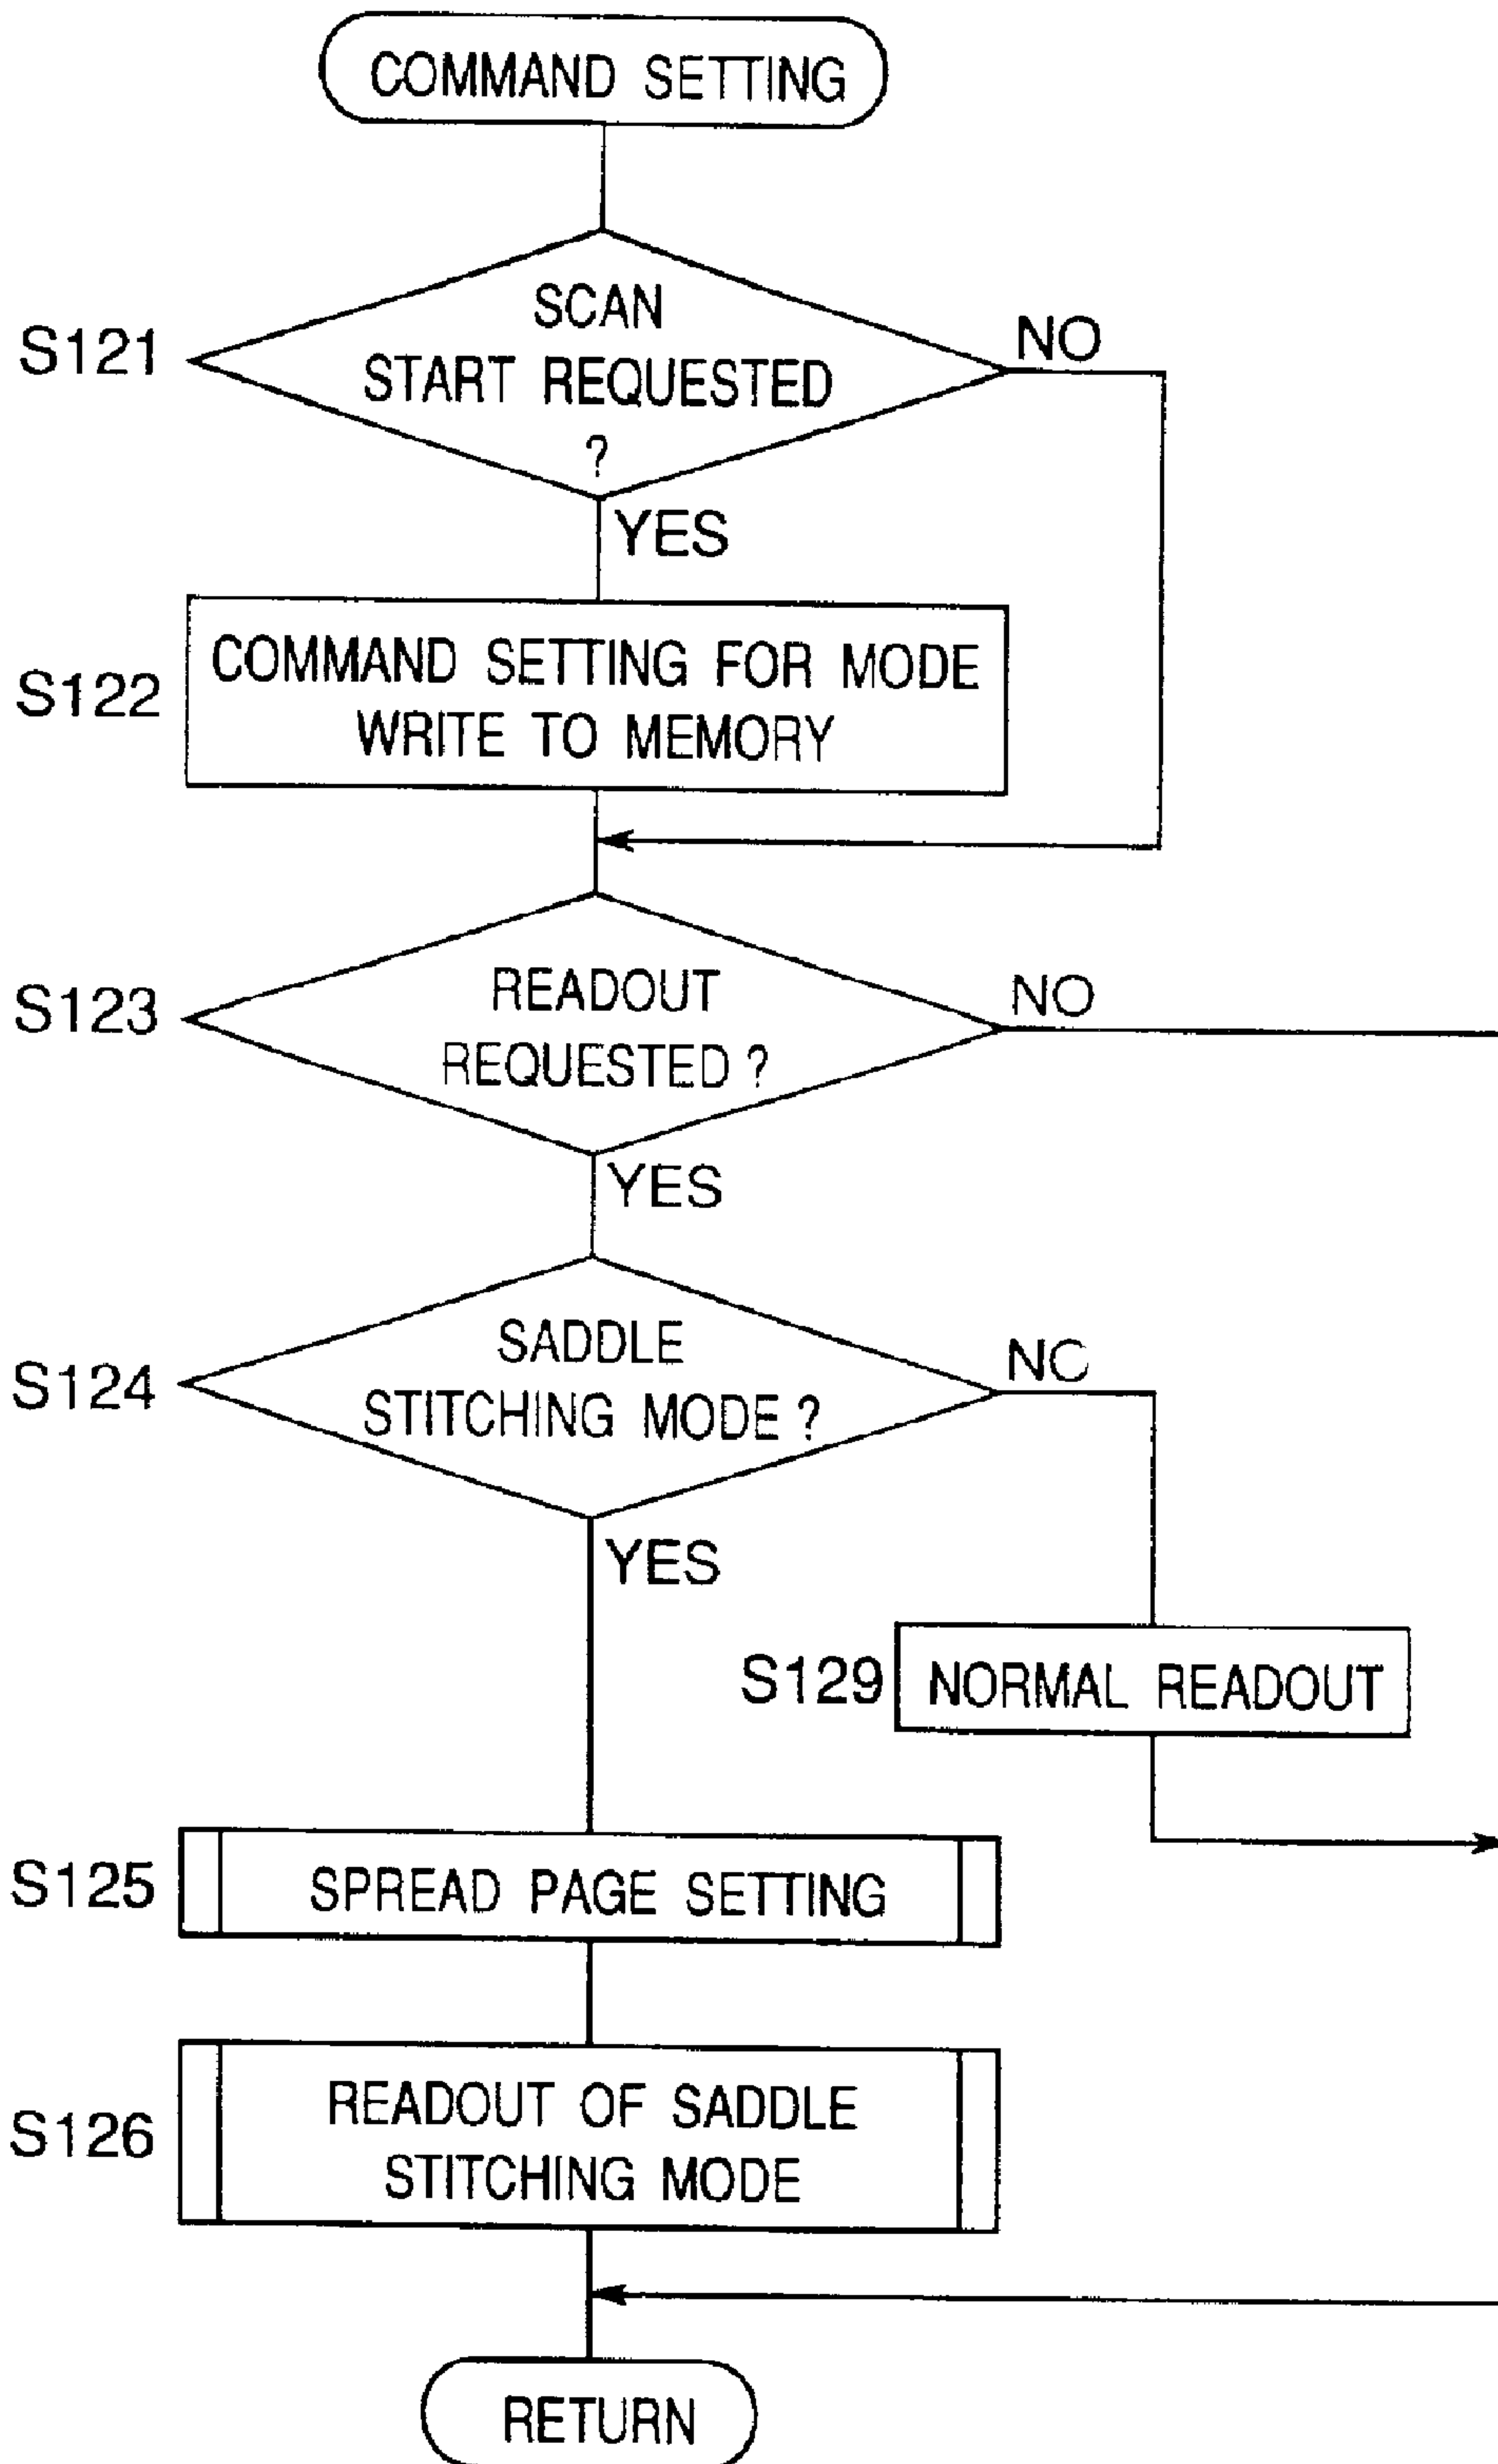 COMMAND SETTING
S121
SCAN
START REQUESTED
?
NO
YES
S122
COMMAND SETTING FOR MODE
WRITE TO MEMORY
S123
READOUT
REQUESTED ?
NO
YES
S124
SADDLE
STITCHING MODE ?
NO
YES
S129
NORMAL READOUT
S125
SPREAD PAGE SETTING
S126
READOUT OF SADDLE
STITCHING MODE
RETURN